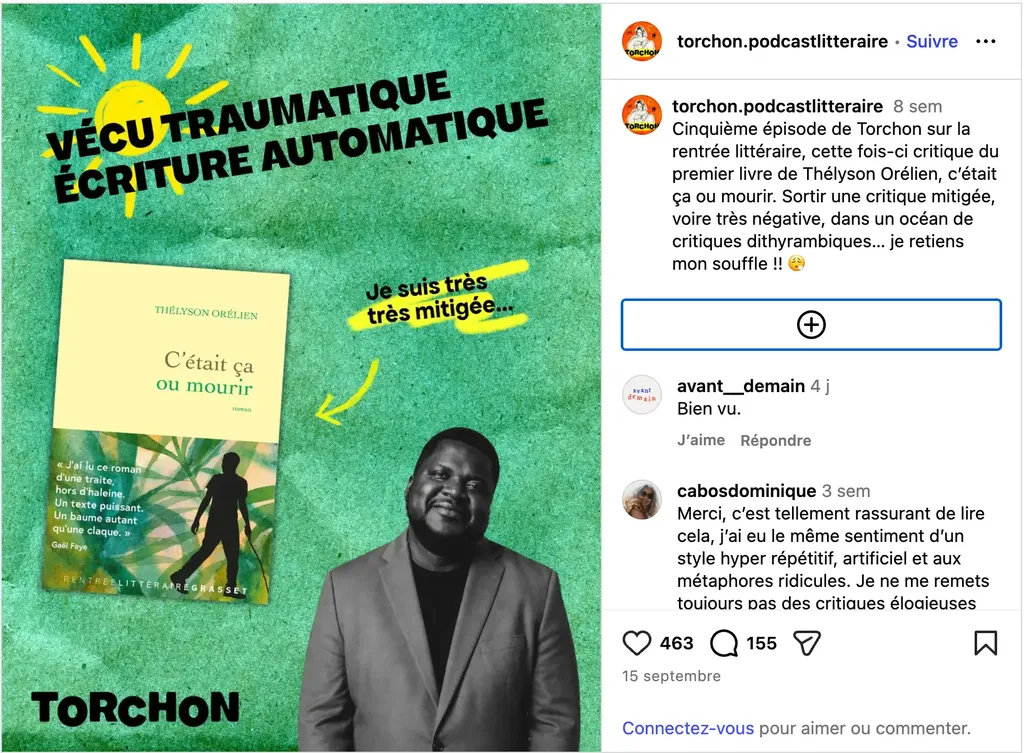 VÉCU TRAUMATIQUE
ÉCRITURE AUTOMATIQUE
THÉLYSON ORÉLIEN
C'était ça
ou mourir
roman
« J'ai lu ce roman
d'une traite,
hors d'haleine.
Un texte puissant.
Un baume autant
qu'une claque. »
Gaël Faye
RENTRÉELITTÉRAIREGRASSET
Je suis très
très mitigée...
TORCHON
torchon.podcastlitteraire • Suivre
TORCHON
torchon.podcastlitteraire 8 sem
TORCHON
Cinquième épisode de Torchon sur la
rentrée littéraire, cette fois-ci critique du
premier livre de Thélyson Orélien, c’était
ça ou mourir. Sortir une critique mitigée,
voire très négative, dans un océan de
critiques dithyrambiques… je retiens
mon souffle !! 😮‍💨
avant__demain 4 j
avant
demain
Bien vu.
J’aime Répondre
cabosdominique 3 sem
Merci, c’est tellement rassurant de lire
cela, j’ai eu le même sentiment d’un
style hyper répétitif, artificiel et aux
métaphores ridicules. Je ne me remets
toujours pas des critiques élogieuses
463 155
15 septembre
Connectez-vous pour aimer ou commenter.